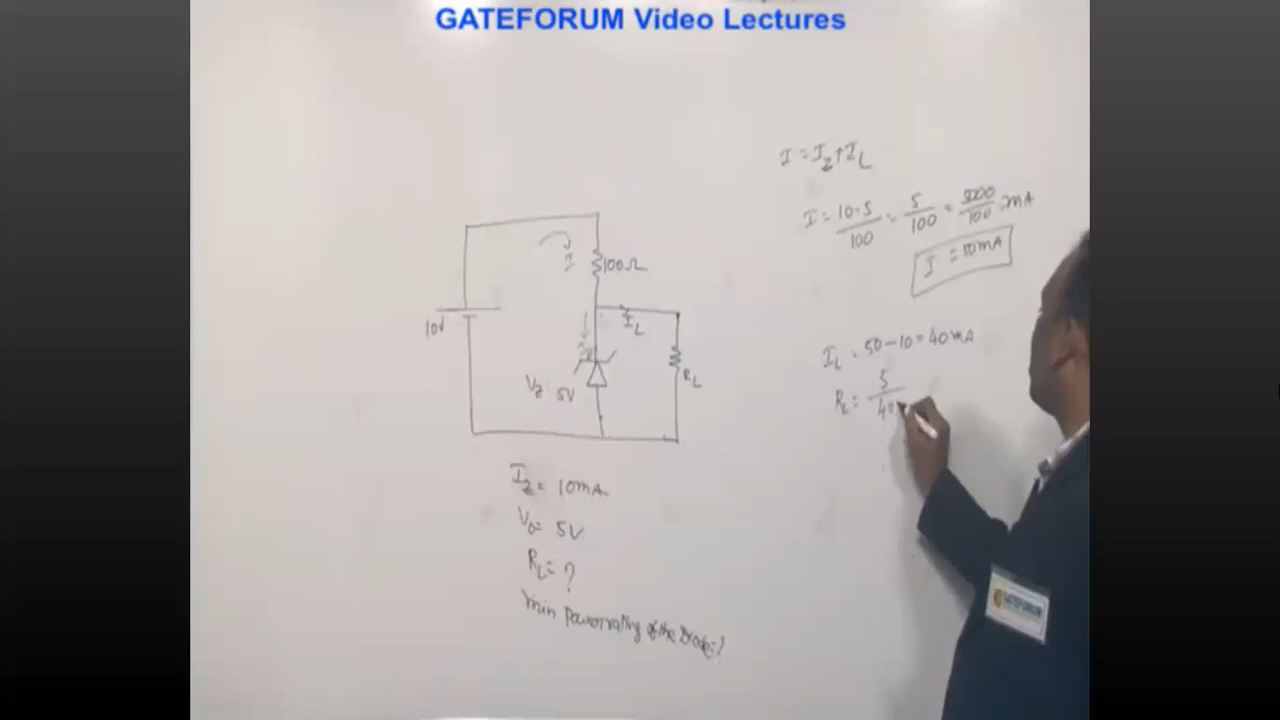 GATEFORUM Video Lectures
I = I_Z + I_L
I = 10-5/100 = 5/100 = 5000/100 mA
I = 50mA
I_L = 50-10 = 40mA
R_L = 5/40
I
100Ω
I_L
10V
R_L
V_Z = 5V
I_Z = 10mA
V_0 = 5V
R_L = ?
min Power rating of the Diode = ?
GATEFORUM